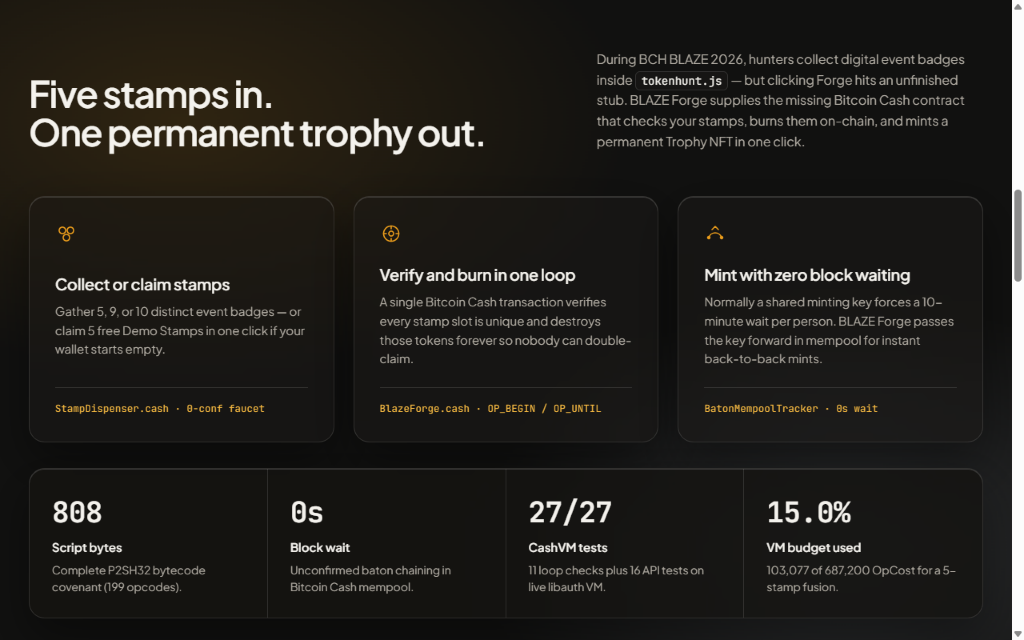 Five stamps in.
One permanent trophy out.
During BCH BLAZE 2026, hunters collect digital event badges
inside tokenhunt.js — but clicking Forge hits an unfinished
stub. BLAZE Forge supplies the missing Bitcoin Cash contract
that checks your stamps, burns them on-chain, and mints a
permanent Trophy NFT in one click.
Collect or claim stamps
Gather 5, 9, or 10 distinct event badges — or
claim 5 free Demo Stamps in one click if your
wallet starts empty.
StampDispenser.cash · 0-conf faucet
Verify and burn in one loop
A single Bitcoin Cash transaction verifies
every stamp slot is unique and destroys
those tokens forever so nobody can double-
claim.
BlazeForge.cash · OP_BEGIN / OP_UNTIL
Mint with zero block waiting
Normally a shared minting key forces a 10-
minute wait per person. BLAZE Forge passes
the key forward in mempool for instant
back-to-back mints.
BatonMempoolTracker · 0s wait
808
Script bytes
Complete P2SH32 bytecode
covenant (199 opcodes).
0s
Block wait
Unconfirmed baton chaining in
Bitcoin Cash mempool.
27/27
CashVM tests
11 loop checks plus 16 API tests on
live libauth VM.
15.0%
VM budget used
103,077 of 687,200 OpCost for a 5-
stamp fusion.